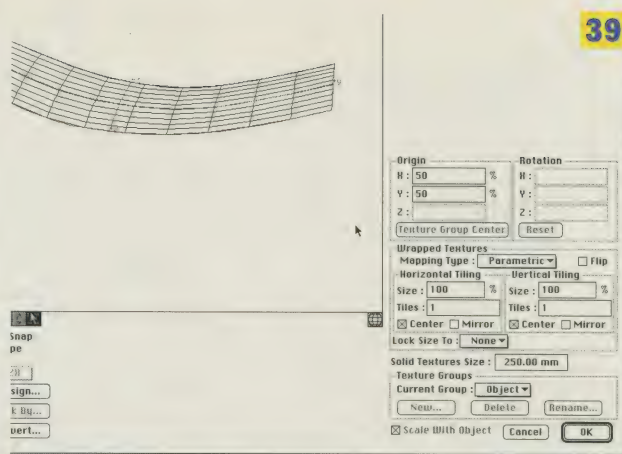 39
Origin
Rotation
X : 50 %
X :
Y : 50 %
Y :
Z :
Z :
Texture Group Center
Reset
Wrapped Textures
Mapping Type : Parametric
Flip
Horizontal Tiling
Vertical Tiling
Size : 100 %
Size : 100 %
Tiles : 1
Tiles : 1
Center
Mirror
Center
Mirror
Lock Size To : None
Solid Textures Size : 250.00 mm
Texture Groups
Current Group : Object
New...
Delete
Rename...
Scale With Object
Cancel
OK
Snap
pe
sign...
k By...
vert...